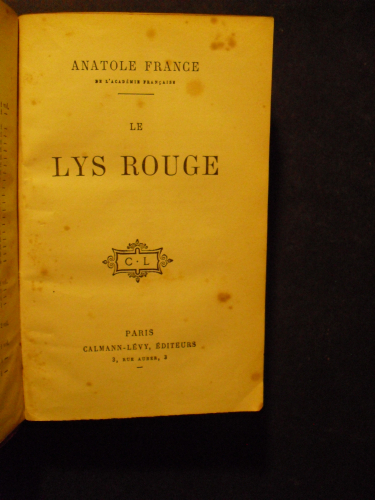 ANATOLE FRANCE
DE L'ACADÉMIE FRANÇAISE
LE
LYS ROUGE
C · L
PARIS
CALMANN-LÉVY, ÉDITEURS
3, RUE AUBER, 3